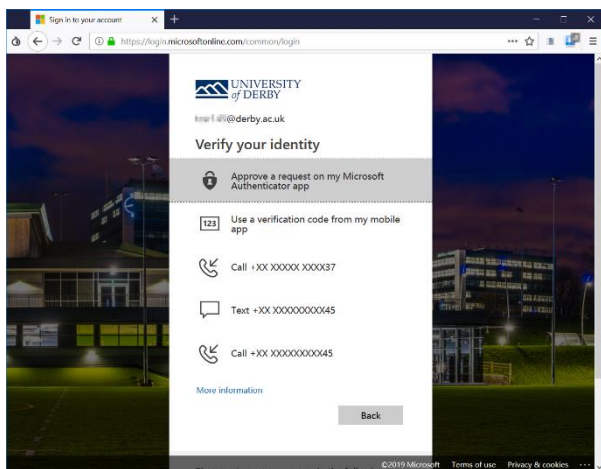 Sign in to your account
https://login.microsoftonline.com/common/login
UNIVERSITY
of DERBY
@derby.ac.uk
Verify your identity
Approve a request on my Microsoft
Authenticator app
123
Use a verification code from my mobile
app
Call +XX XXXXX XXXX37
Text +XX XXXXXXXXX45
Call +XX XXXXXXXXX45
More information
Back
©2019 Microsoft Terms of use Privacy & cookies ...